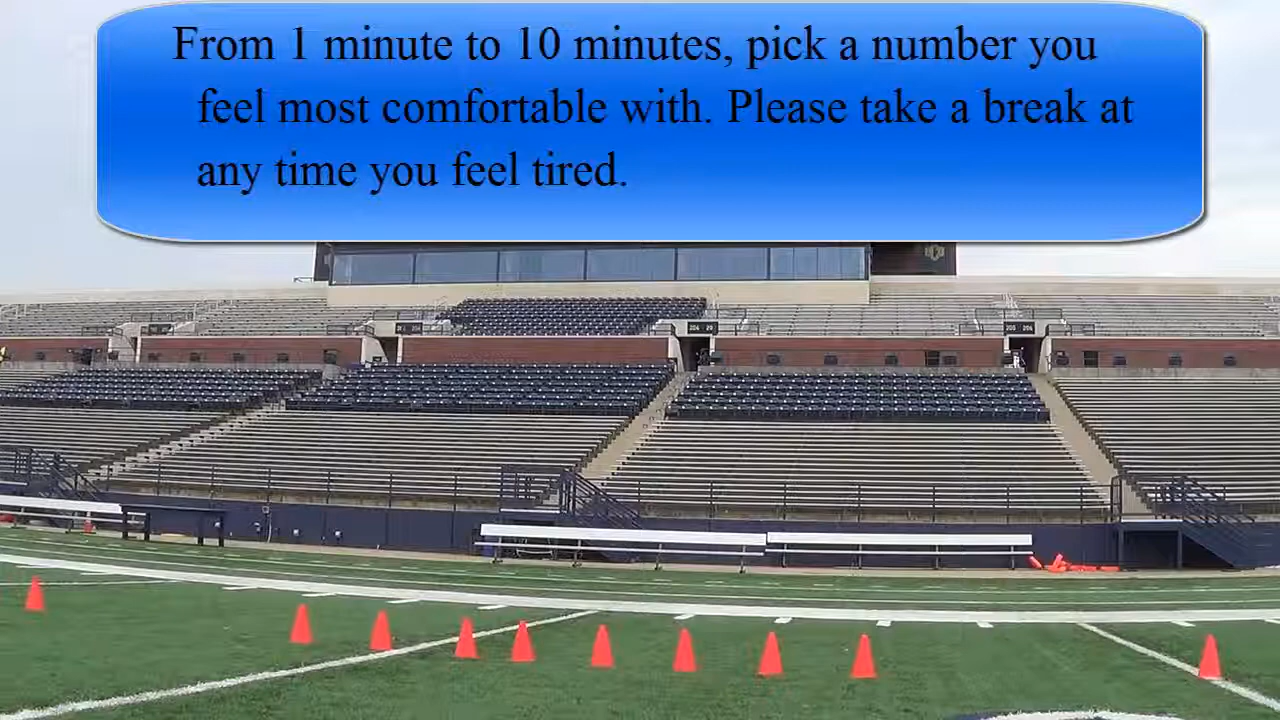 From 1 minute to 10 minutes, pick a number you
feel most comfortable with. Please take a break at
any time you feel tired.